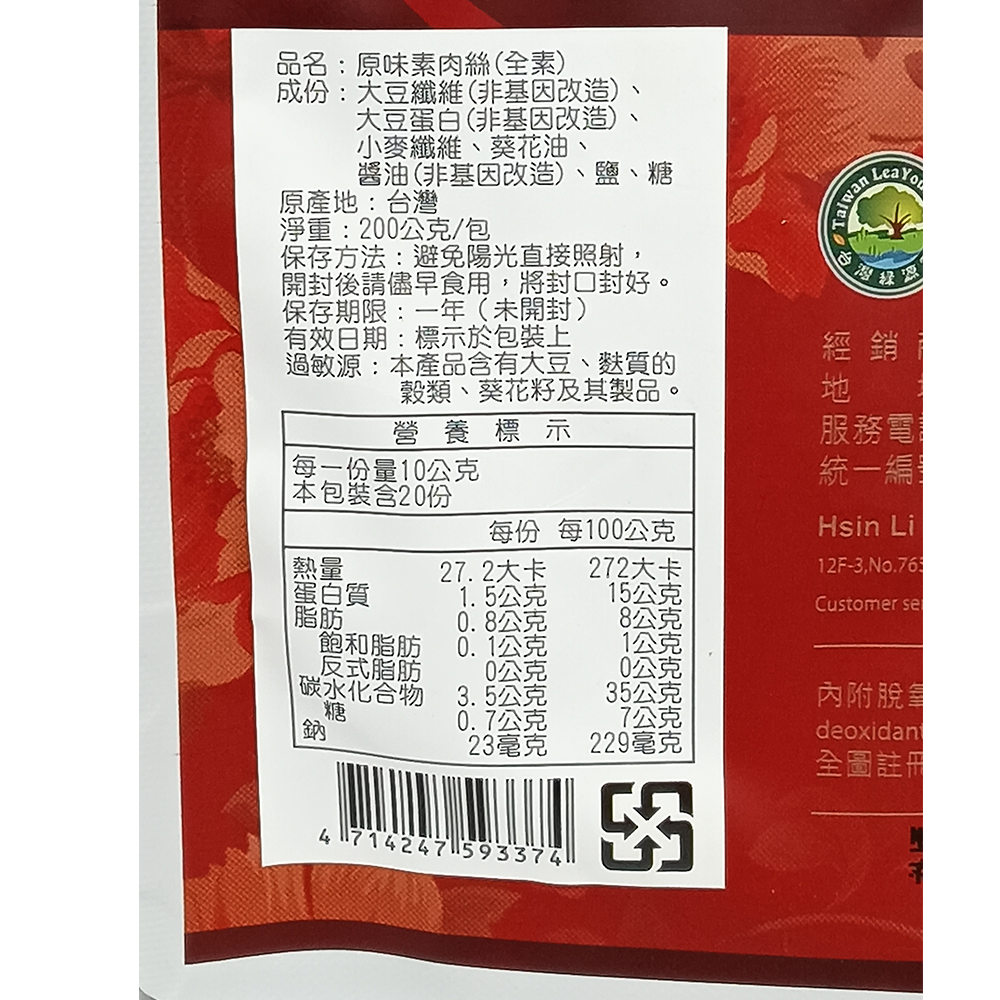 品名：原味素肉絲(全素)
成份：大豆纖維(非基因改造)、
大豆蛋白(非基因改造)、
小麥纖維、葵花油、
醬油(非基因改造)、鹽、糖
原產地：台灣
淨重：200公克/包
保存方法：避免陽光直接照射，
開封後請儘早食用，將封口封好。
保存期限：一年（未開封）
有效日期：標示於包裝上
過敏源：本產品含有大豆、麩質的
穀類、葵花籽及其製品。
營養標示
每一份量10公克
本包裝含20份
每份 每100公克
熱量 27.2大卡 272大卡
蛋白質 1.5公克 15公克
脂肪 0.8公克 8公克
飽和脂肪 0.1公克 1公克
反式脂肪 0公克 0公克
碳水化合物 3.5公克 35公克
糖 0.7公克 7公克
鈉 23毫克 229毫克
4 714247 593374
Taiwan LeaYou
台灣綠源
經銷
地
服務電
統一編
Hsin Li
12F-3,No.763
Customer se
內附脫氧
deoxidan
全圖註冊